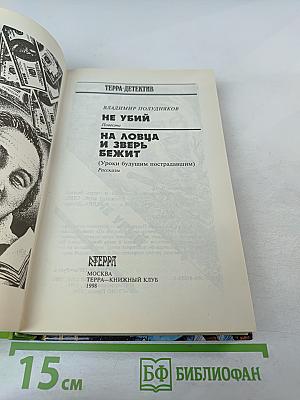 ТЕРРА-ДЕТЕКТИВ
ВЛАДИМИР ПОЛУДНЯКОВ
НЕ УБИЙ
Повесть
НА ЛОВЦА
И ЗВЕРЬ
БЕЖИТ
(Уроки будущим пострадавшим)
Рассказы
ТЕРРА
МОСКВА
ТЕРРА—КНИЖНЫЙ КЛУБ
1998
15 см
БФ БИБЛИОФАН